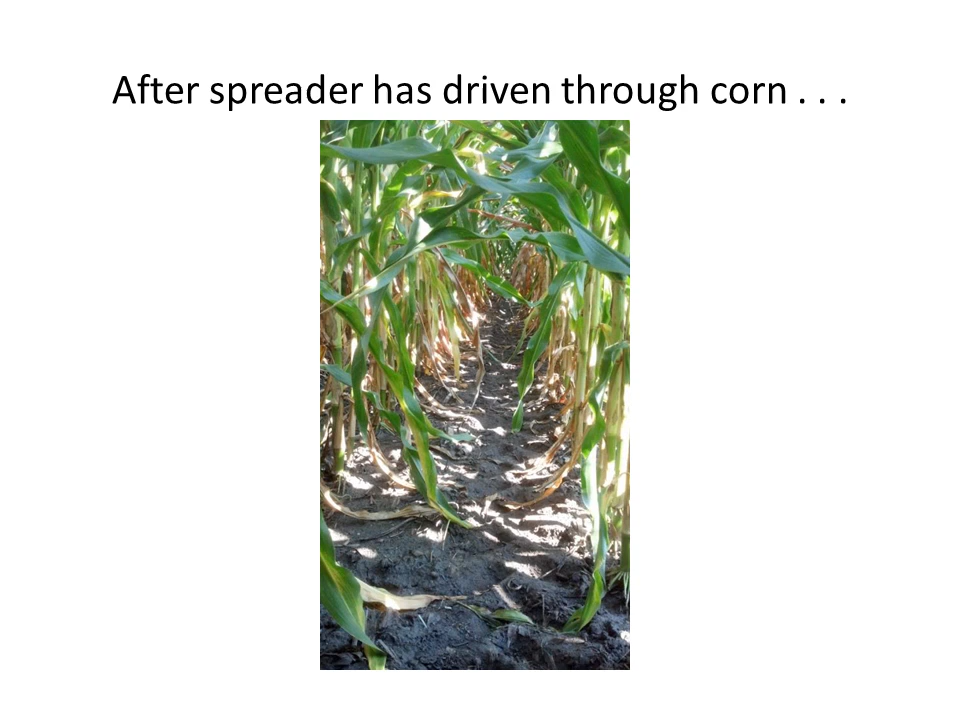 After spreader has driven through corn . . .